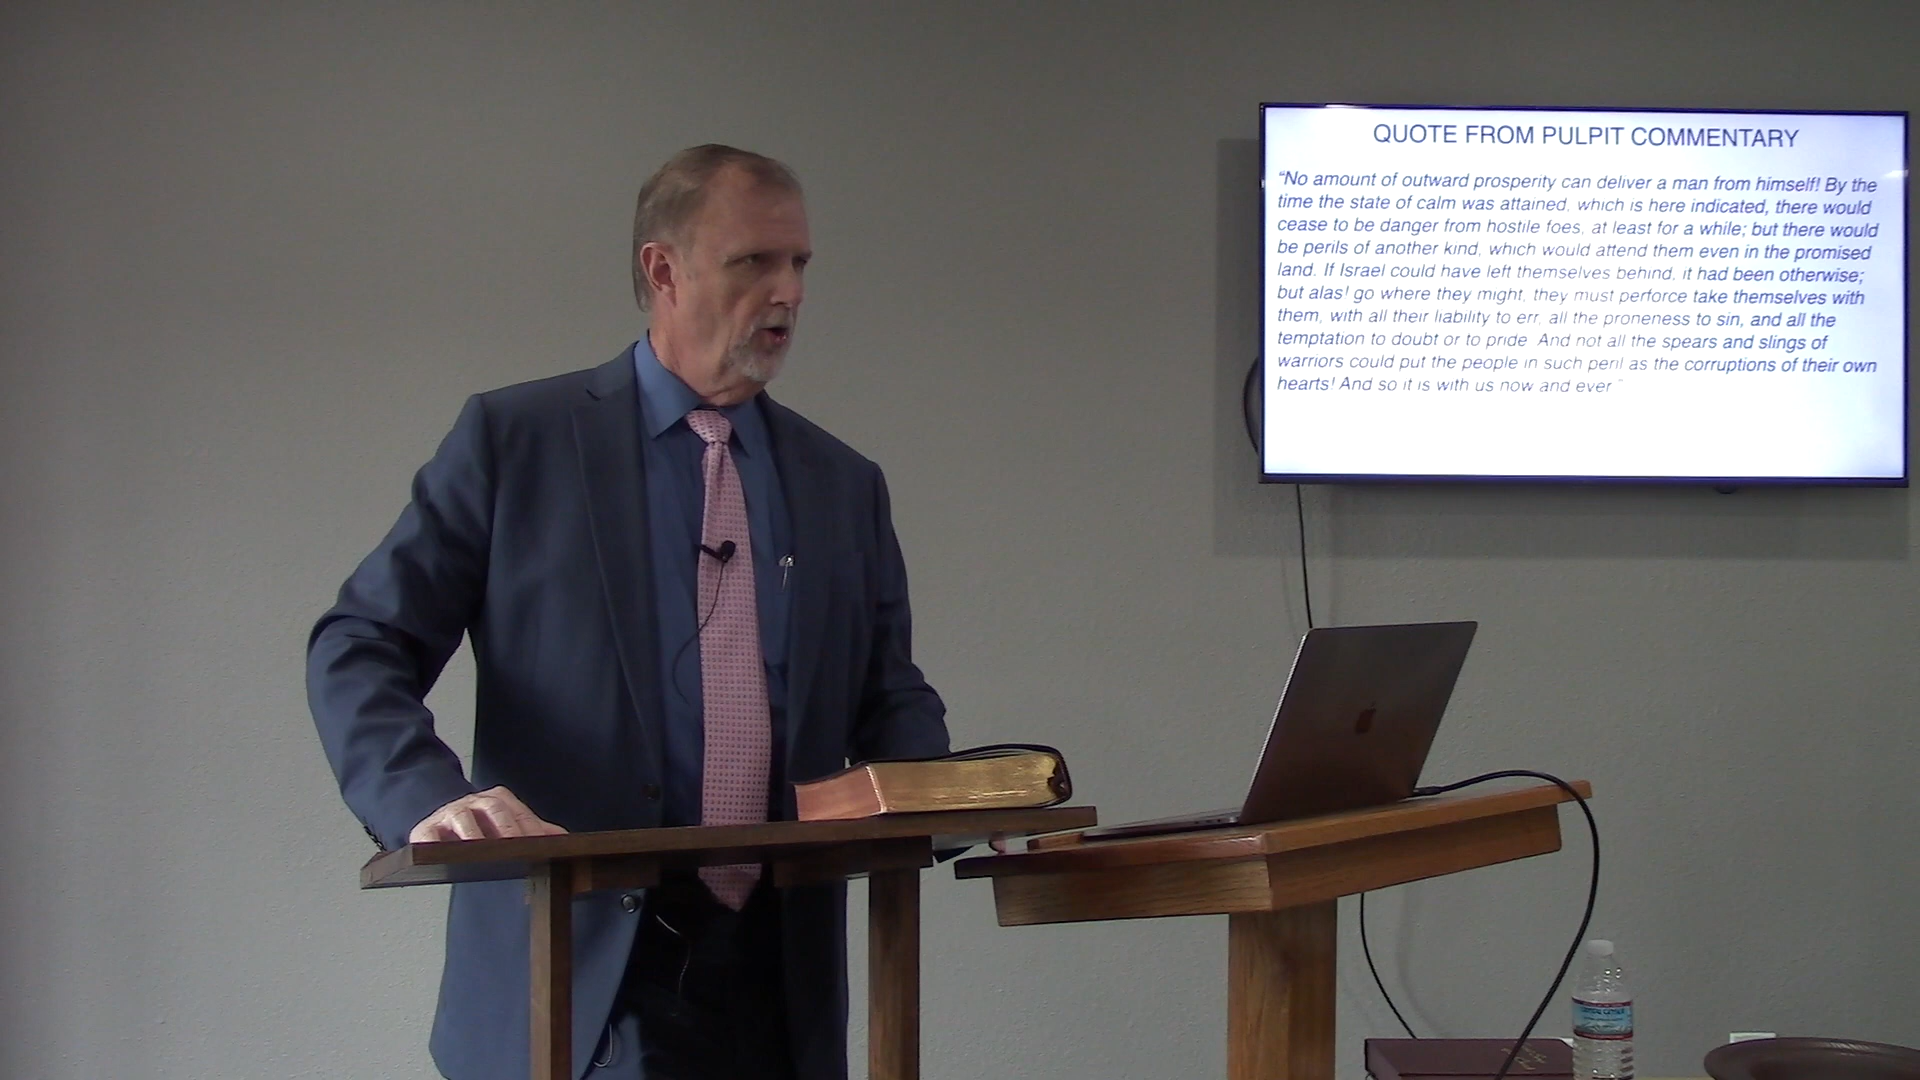 QUOTE FROM PULPIT COMMENTARY
“No amount of outward prosperity can deliver a man from himself! By the
time the state of calm was attained, which is here indicated, there would
cease to be danger from hostile foes, at least for a while; but there would
be perils of another kind, which would attend them even in the promised
land. If Israel could have left themselves behind, it had been otherwise;
but alas! go where they might, they must perforce take themselves with
them, with all their liability to err, all the proneness to sin, and all the
temptation to doubt or to pride. And not all the spears and slings of
warriors could put the people in such peril as the corruptions of their own
hearts! And so it is with us now and ever.”